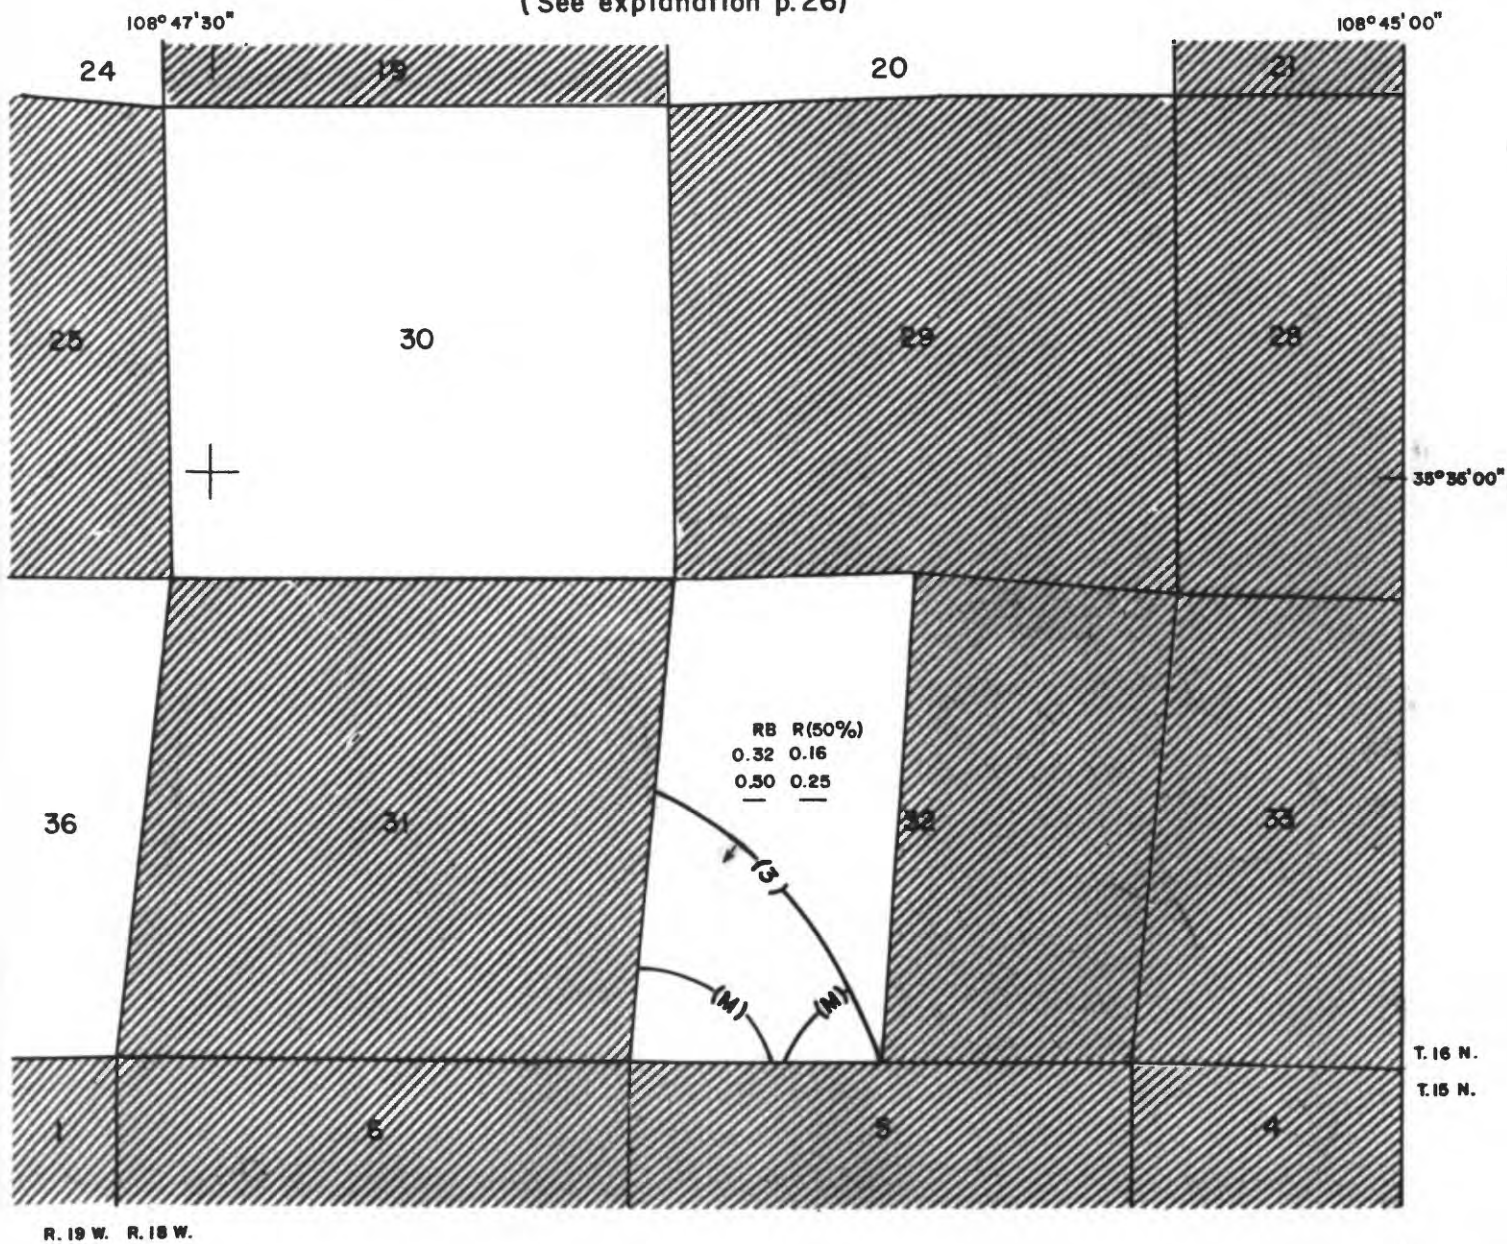 (See explanation p.26)
108°47'30" 108°45'00"
24 19 20 21
25 30 29 28
35°35'00"
RB R(50%)
0.32 0.16
0.50 0.25
— —
36 31 32 33
(3)
(M) (M)
T.16 N.
T.15 N.
1 6 5 4
R.19 W. R.18 W.